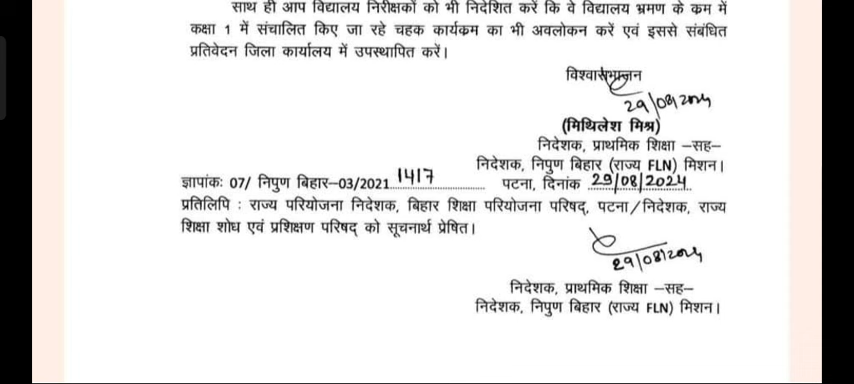 साथ ही आप विद्यालय निरीक्षकों को भी निदेशित करें कि वे विद्यालय भ्रमण के क्रम में
कक्षा 1 में संचालित किए जा रहे चहक कार्यक्रम का भी अवलोकन करें एवं इससे संबंधित
प्रतिवेदन जिला कार्यालय में उपस्थापित करें।
विश्वासभाजन
29/08/2024
(मिथिलेश मिश्र)
निदेशक, प्राथमिक शिक्षा –सह–
निदेशक, निपुण बिहार (राज्य FLN) मिशन।
ज्ञापांकः 07/ निपुण बिहार–03/2021 1417 पटना, दिनांक 29/08/2024
प्रतिलिपि : राज्य परियोजना निदेशक, बिहार शिक्षा परियोजना परिषद्, पटना/निदेशक, राज्य
शिक्षा शोध एवं प्रशिक्षण परिषद् को सूचनार्थ प्रेषित।
29/08/2024
निदेशक, प्राथमिक शिक्षा –सह–
निदेशक, निपुण बिहार (राज्य FLN) मिशन।